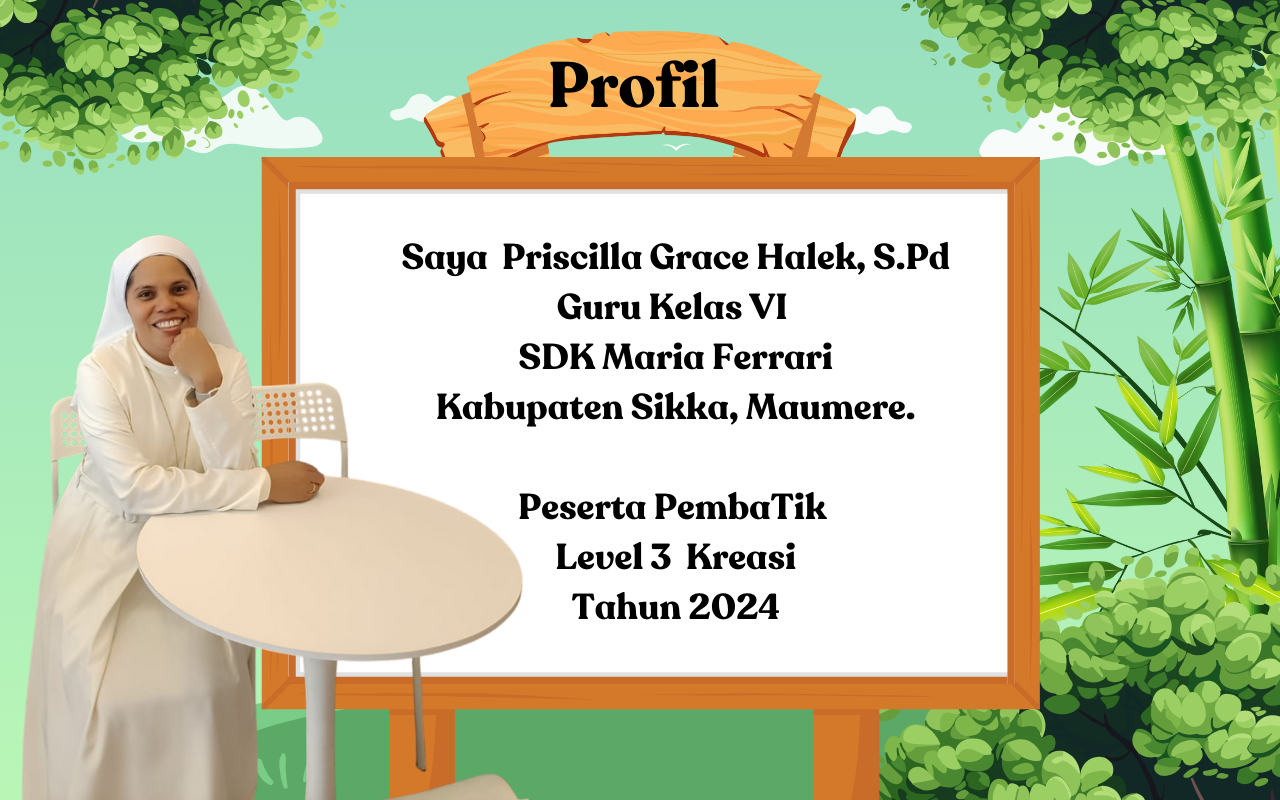 Profil
Saya Priscilla Grace Halek, S.Pd
Guru Kelas VI
SDK Maria Ferrari
Kabupaten Sikka, Maumere.
Peserta PembaTik
Level 3 Kreasi
Tahun 2024